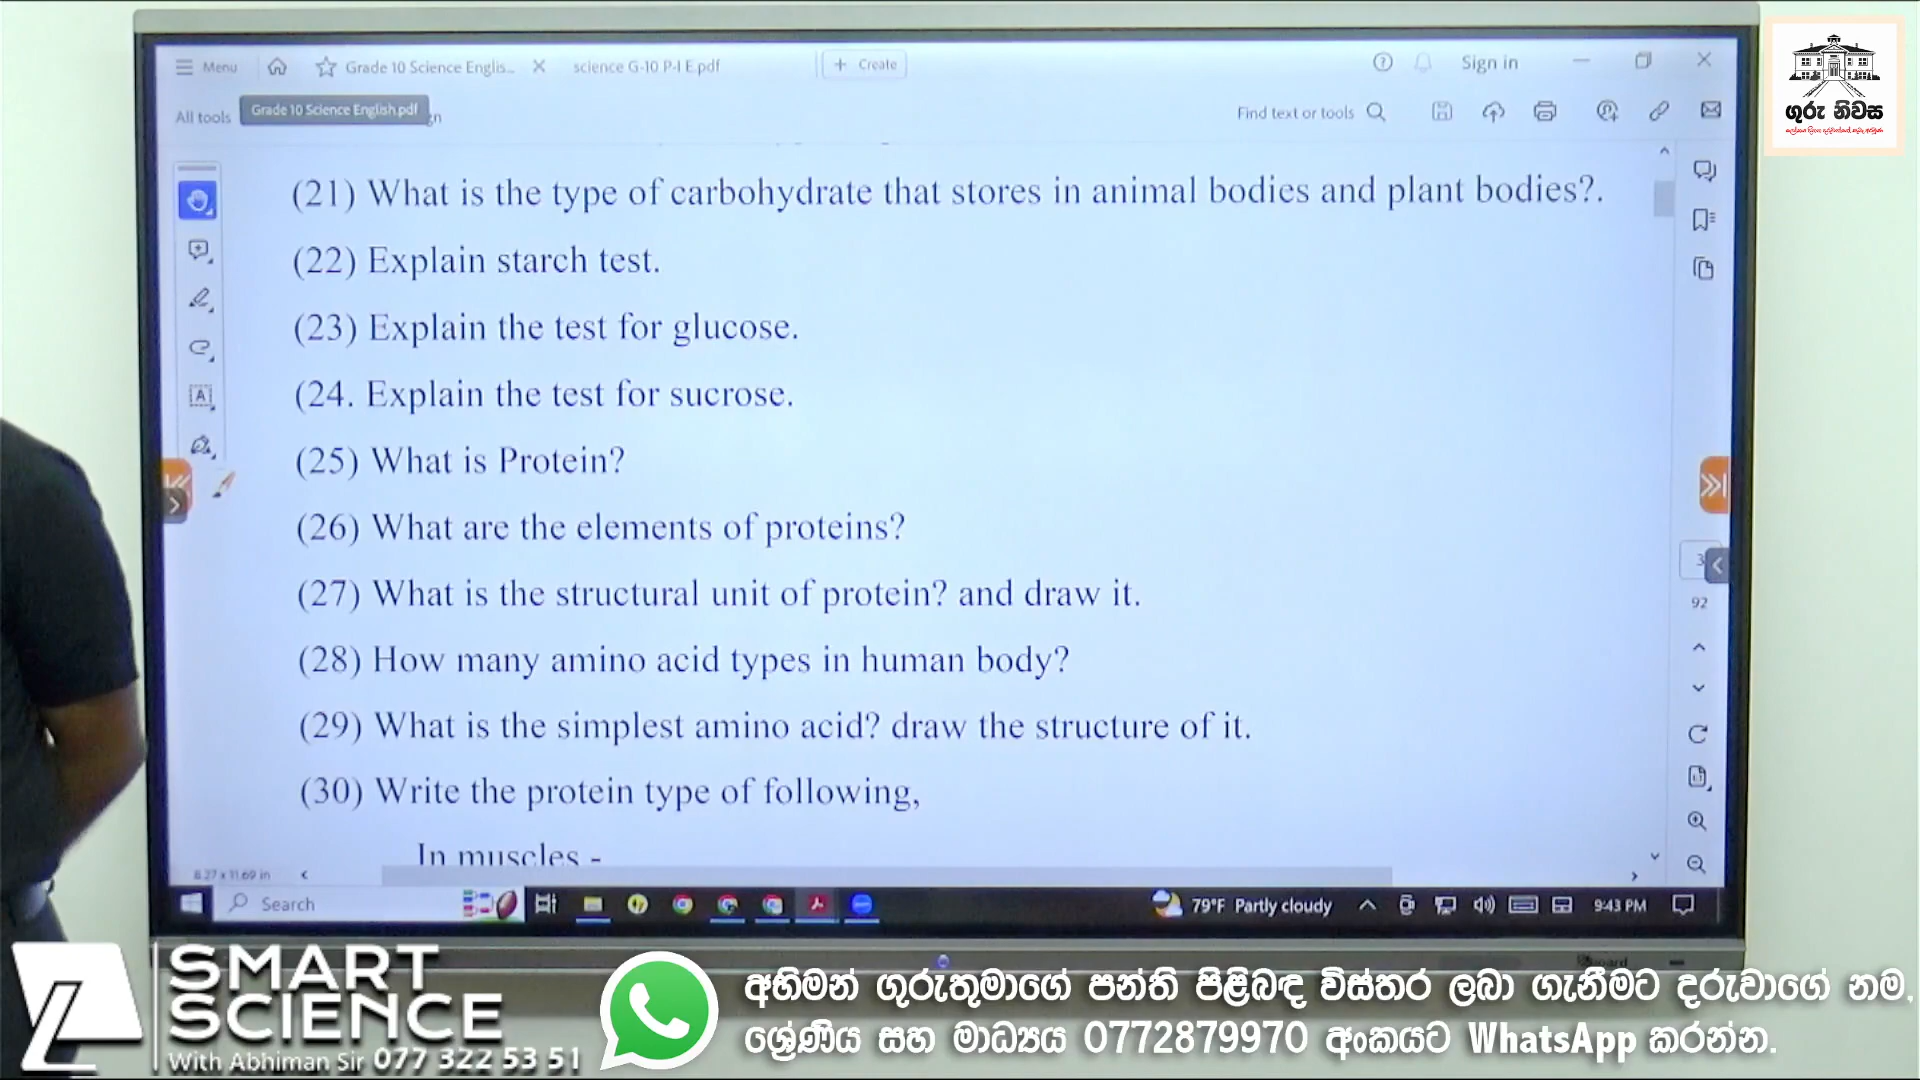 Menu
Grade 10 Science Englis...
science G-10 P-I E.pdf
+ Create
Sign in
All tools
Grade 10 Science English.pdf
gn
Find text or tools
ගුරු නිවස
(21) What is the type of carbohydrate that stores in animal bodies and plant bodies?.
(22) Explain starch test.
(23) Explain the test for glucose.
(24. Explain the test for sucrose.
(25) What is Protein?
(26) What are the elements of proteins?
(27) What is the structural unit of protein? and draw it.
(28) How many amino acid types in human body?
(29) What is the simplest amino acid? draw the structure of it.
(30) Write the protein type of following,
In muscles -
3
92
8.27 x 11.69 in
Search
79°F Partly cloudy
9:43 PM
SMART
SCIENCE
With Abhiman Sir 077 322 53 51
අභිමන් ගුරුතුමාගේ පන්ති පිළිබඳ විස්තර ලබා ගැනීමට දරුවාගේ නම,
ශ්‍රේණිය සහ මාධ්‍යය 0772879970 අංකයට WhatsApp කරන්න.